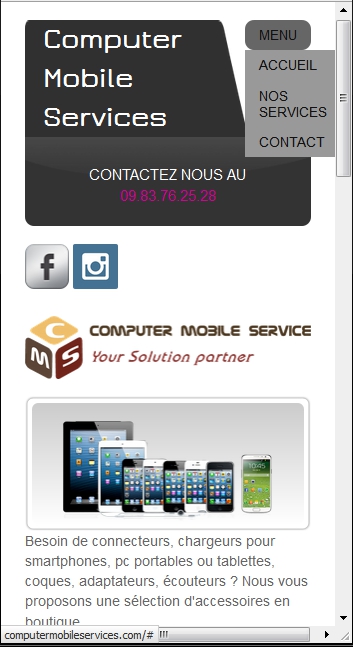 Computer
Mobile
Services
MENU
ACCUEIL
NOS
SERVICES
CONTACT
CONTACTEZ NOUS AU
09.83.76.25.28
f
C
M S
COMPUTER MOBILE SERVICE
Your Solution partner
Besoin de connecteurs, chargeurs pour
smartphones, pc portables ou tablettes,
coques, adaptateurs, écouteurs ? Nous vous
proposons une sélection d'accessoires en
boutique
computermobileservices.com/#